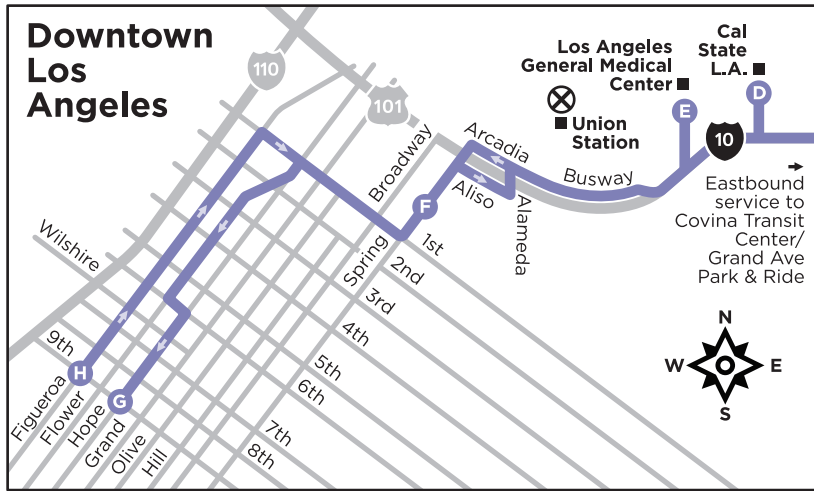 Downtown
Los
Angeles
110
101
Los Angeles
General Medical
Center
Cal
State
L.A.
D
E
Union
Station
10
Broadway
Arcadia
Busway
Aliso
Alameda
F
Eastbound
service to
Covina Transit
Center/
Grand Ave
Park & Ride
Wilshire
Spring
1st
2nd
3rd
4th
5th
6th
7th
8th
9th
H
G
Figueroa
Flower
Hope
Grand
Olive
Hill
N
W
E
S